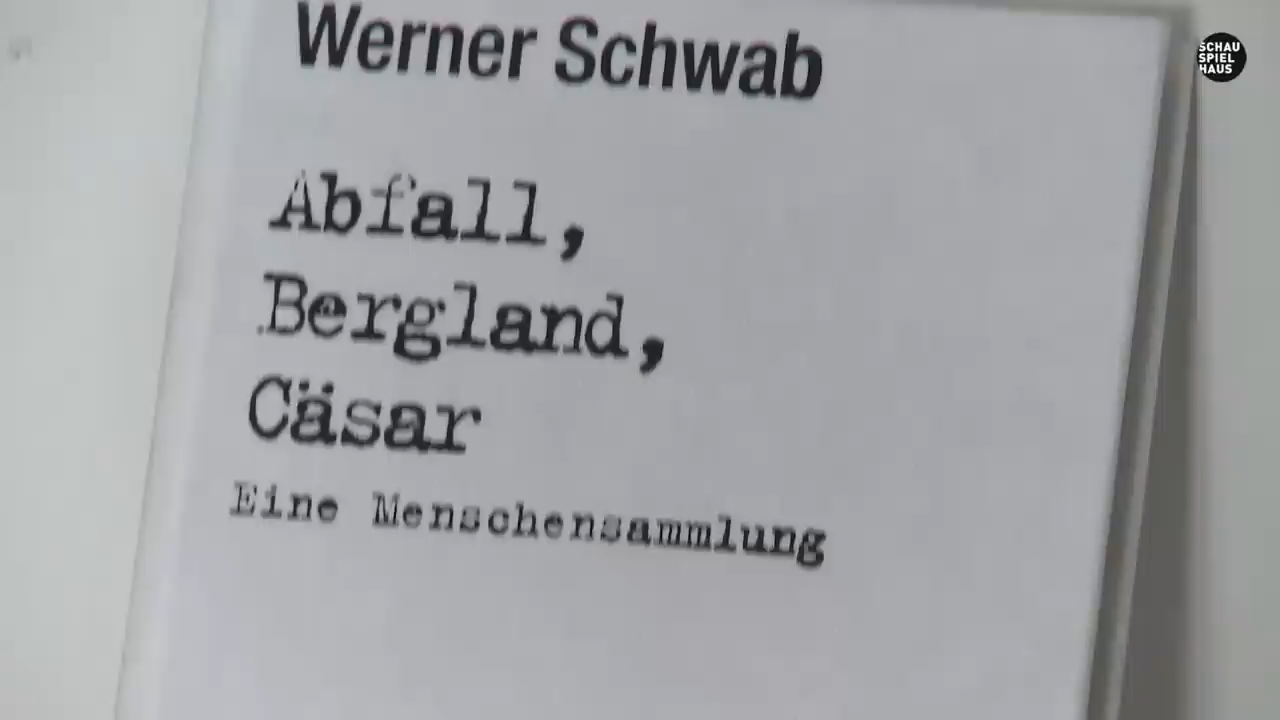 Werner Schwab
Abfall,
Bergland,
Cäsar
Eine Menschensammlung
SCHAU
SPIEL
HAUS